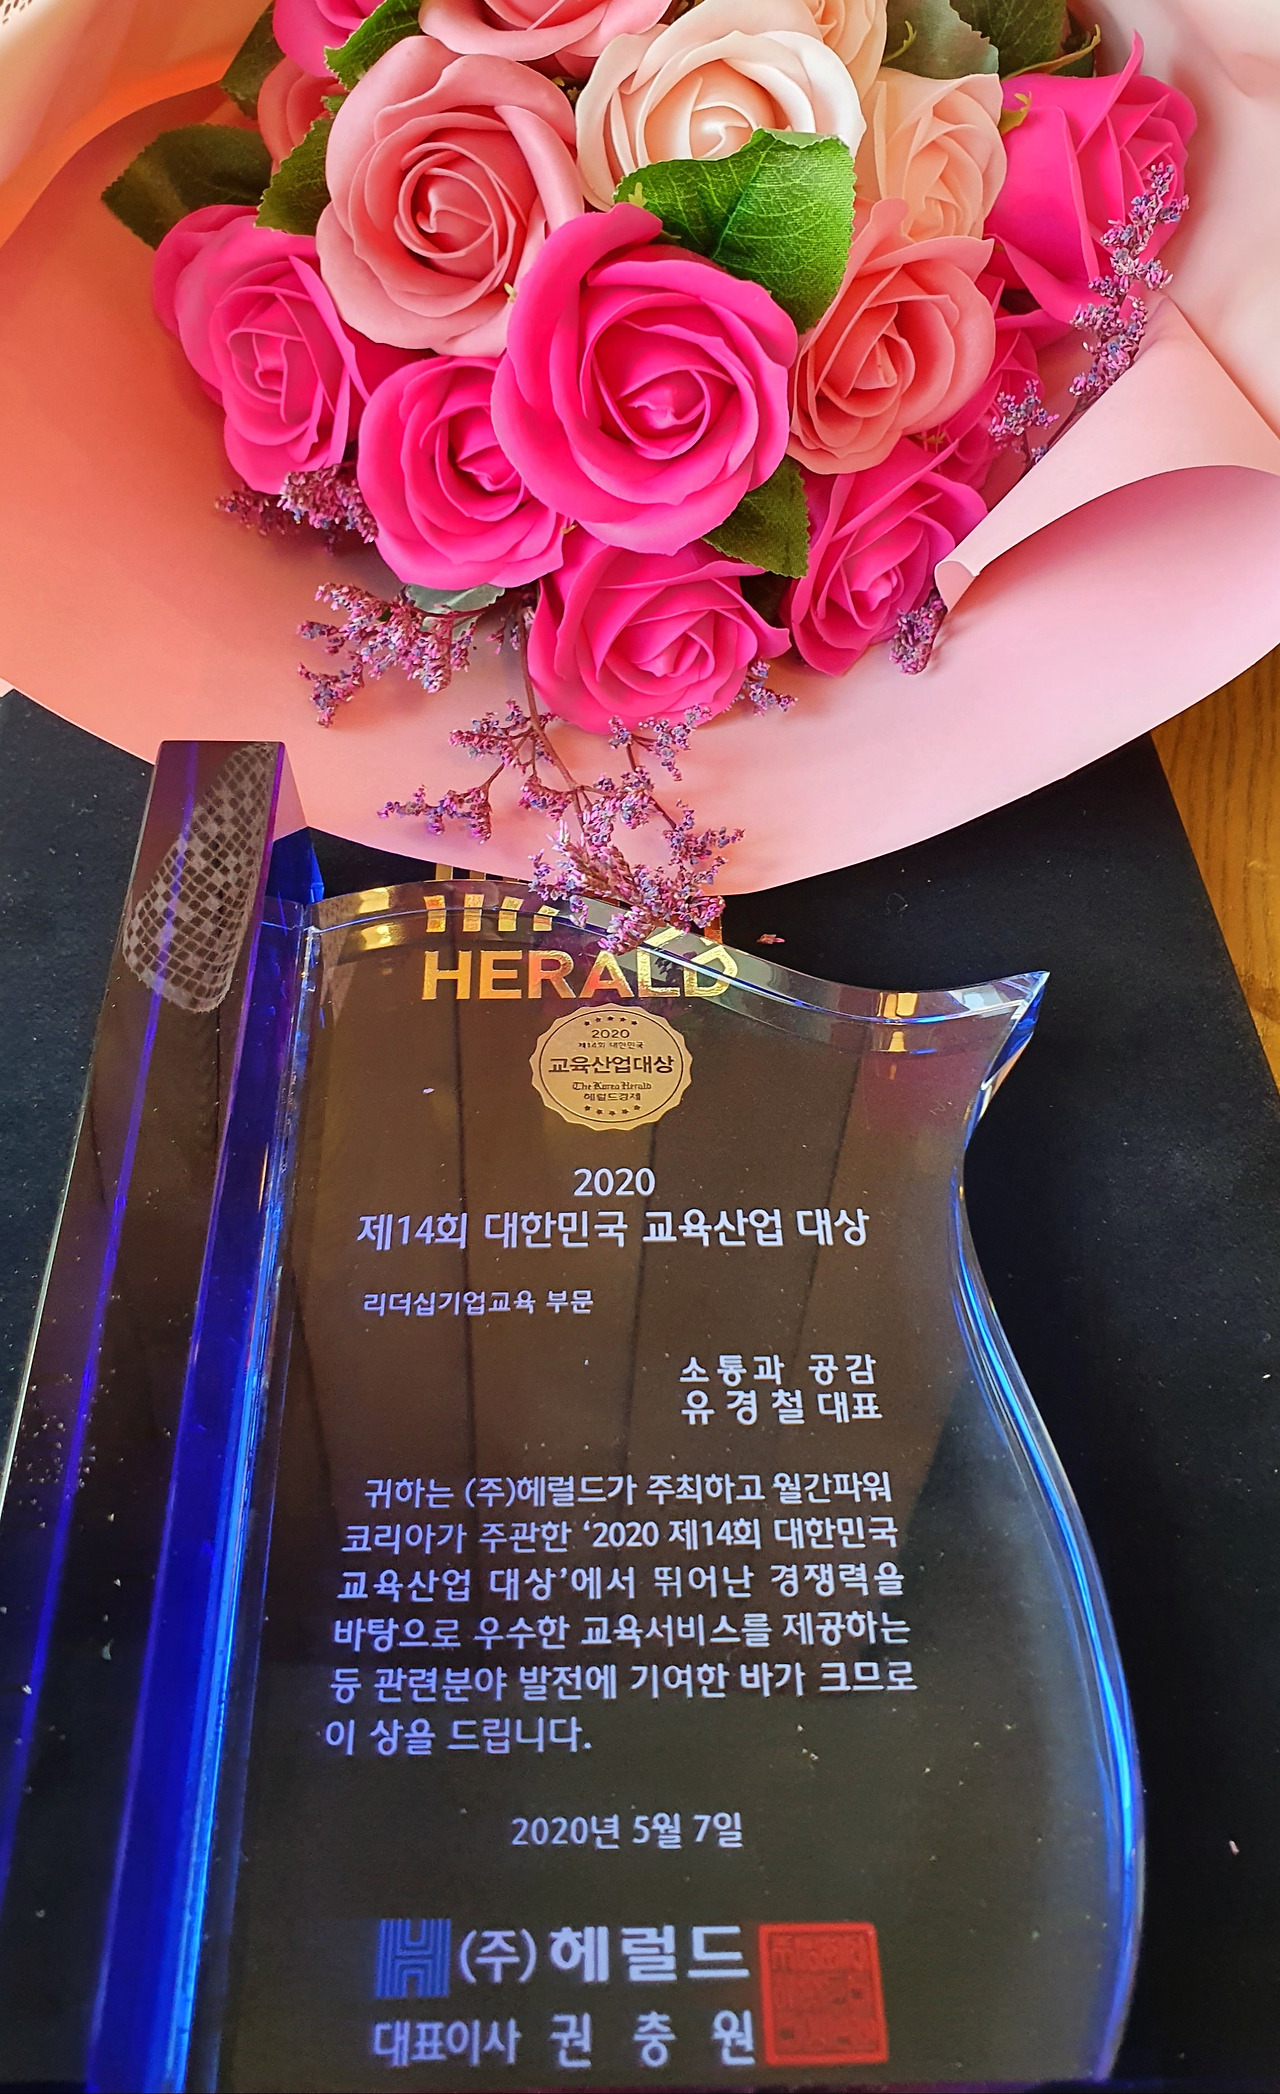 HERALD
2020
제14회 대한민국
교육산업대상
The Korea Herald
헤럴드경제
2020
제14회 대한민국 교육산업 대상
리더십기업교육 부문
소통과 공감
유경철 대표
귀하는 (주)헤럴드가 주최하고 월간파워
코리아가 주관한 ‘2020 제14회 대한민국
교육산업 대상’에서 뛰어난 경쟁력을
바탕으로 우수한 교육서비스를 제공하는
등 관련분야 발전에 기여한 바가 크므로
이 상을 드립니다.
2020년 5월 7일
(주)헤럴드
대표이사 권충원